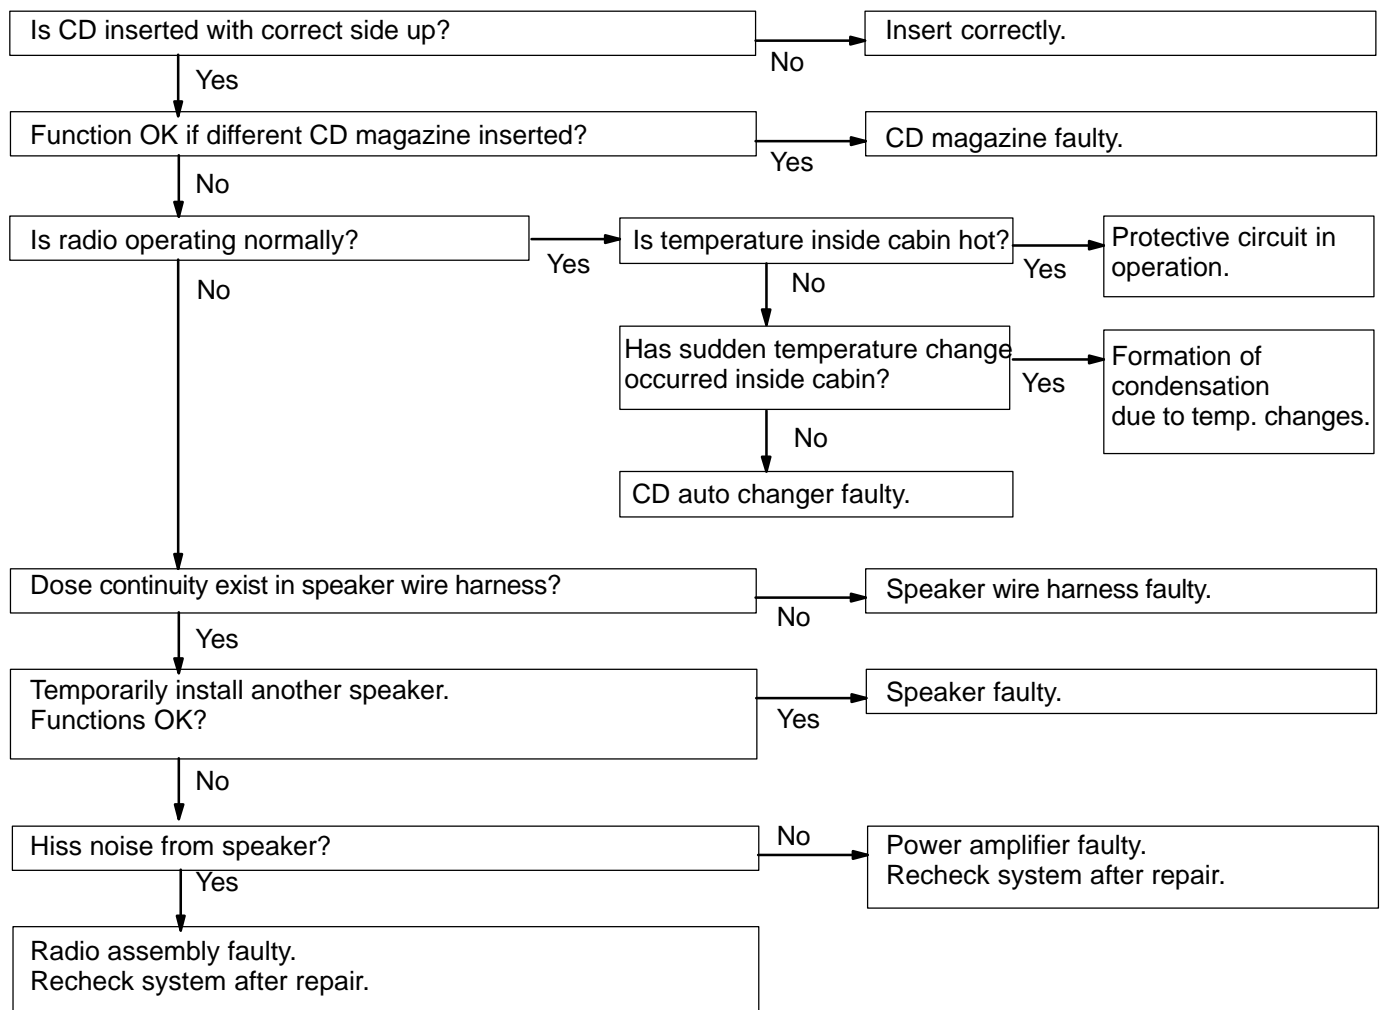 Is CD inserted with correct side up?
No
Insert correctly.
Yes
Function OK if different CD magazine inserted?
Yes
CD magazine faulty.
No
Is radio operating normally?
Yes
Is temperature inside cabin hot?
Yes
Protective circuit in
operation.
No
No
Has sudden temperature change
occurred inside cabin?
Yes
Formation of
condensation
due to temp. changes.
No
CD auto changer faulty.
Dose continuity exist in speaker wire harness?
No
Speaker wire harness faulty.
Yes
Temporarily install another speaker.
Functions OK?
Yes
Speaker faulty.
No
Hiss noise from speaker?
No
Power amplifier faulty.
Recheck system after repair.
Yes
Radio assembly faulty.
Recheck system after repair.